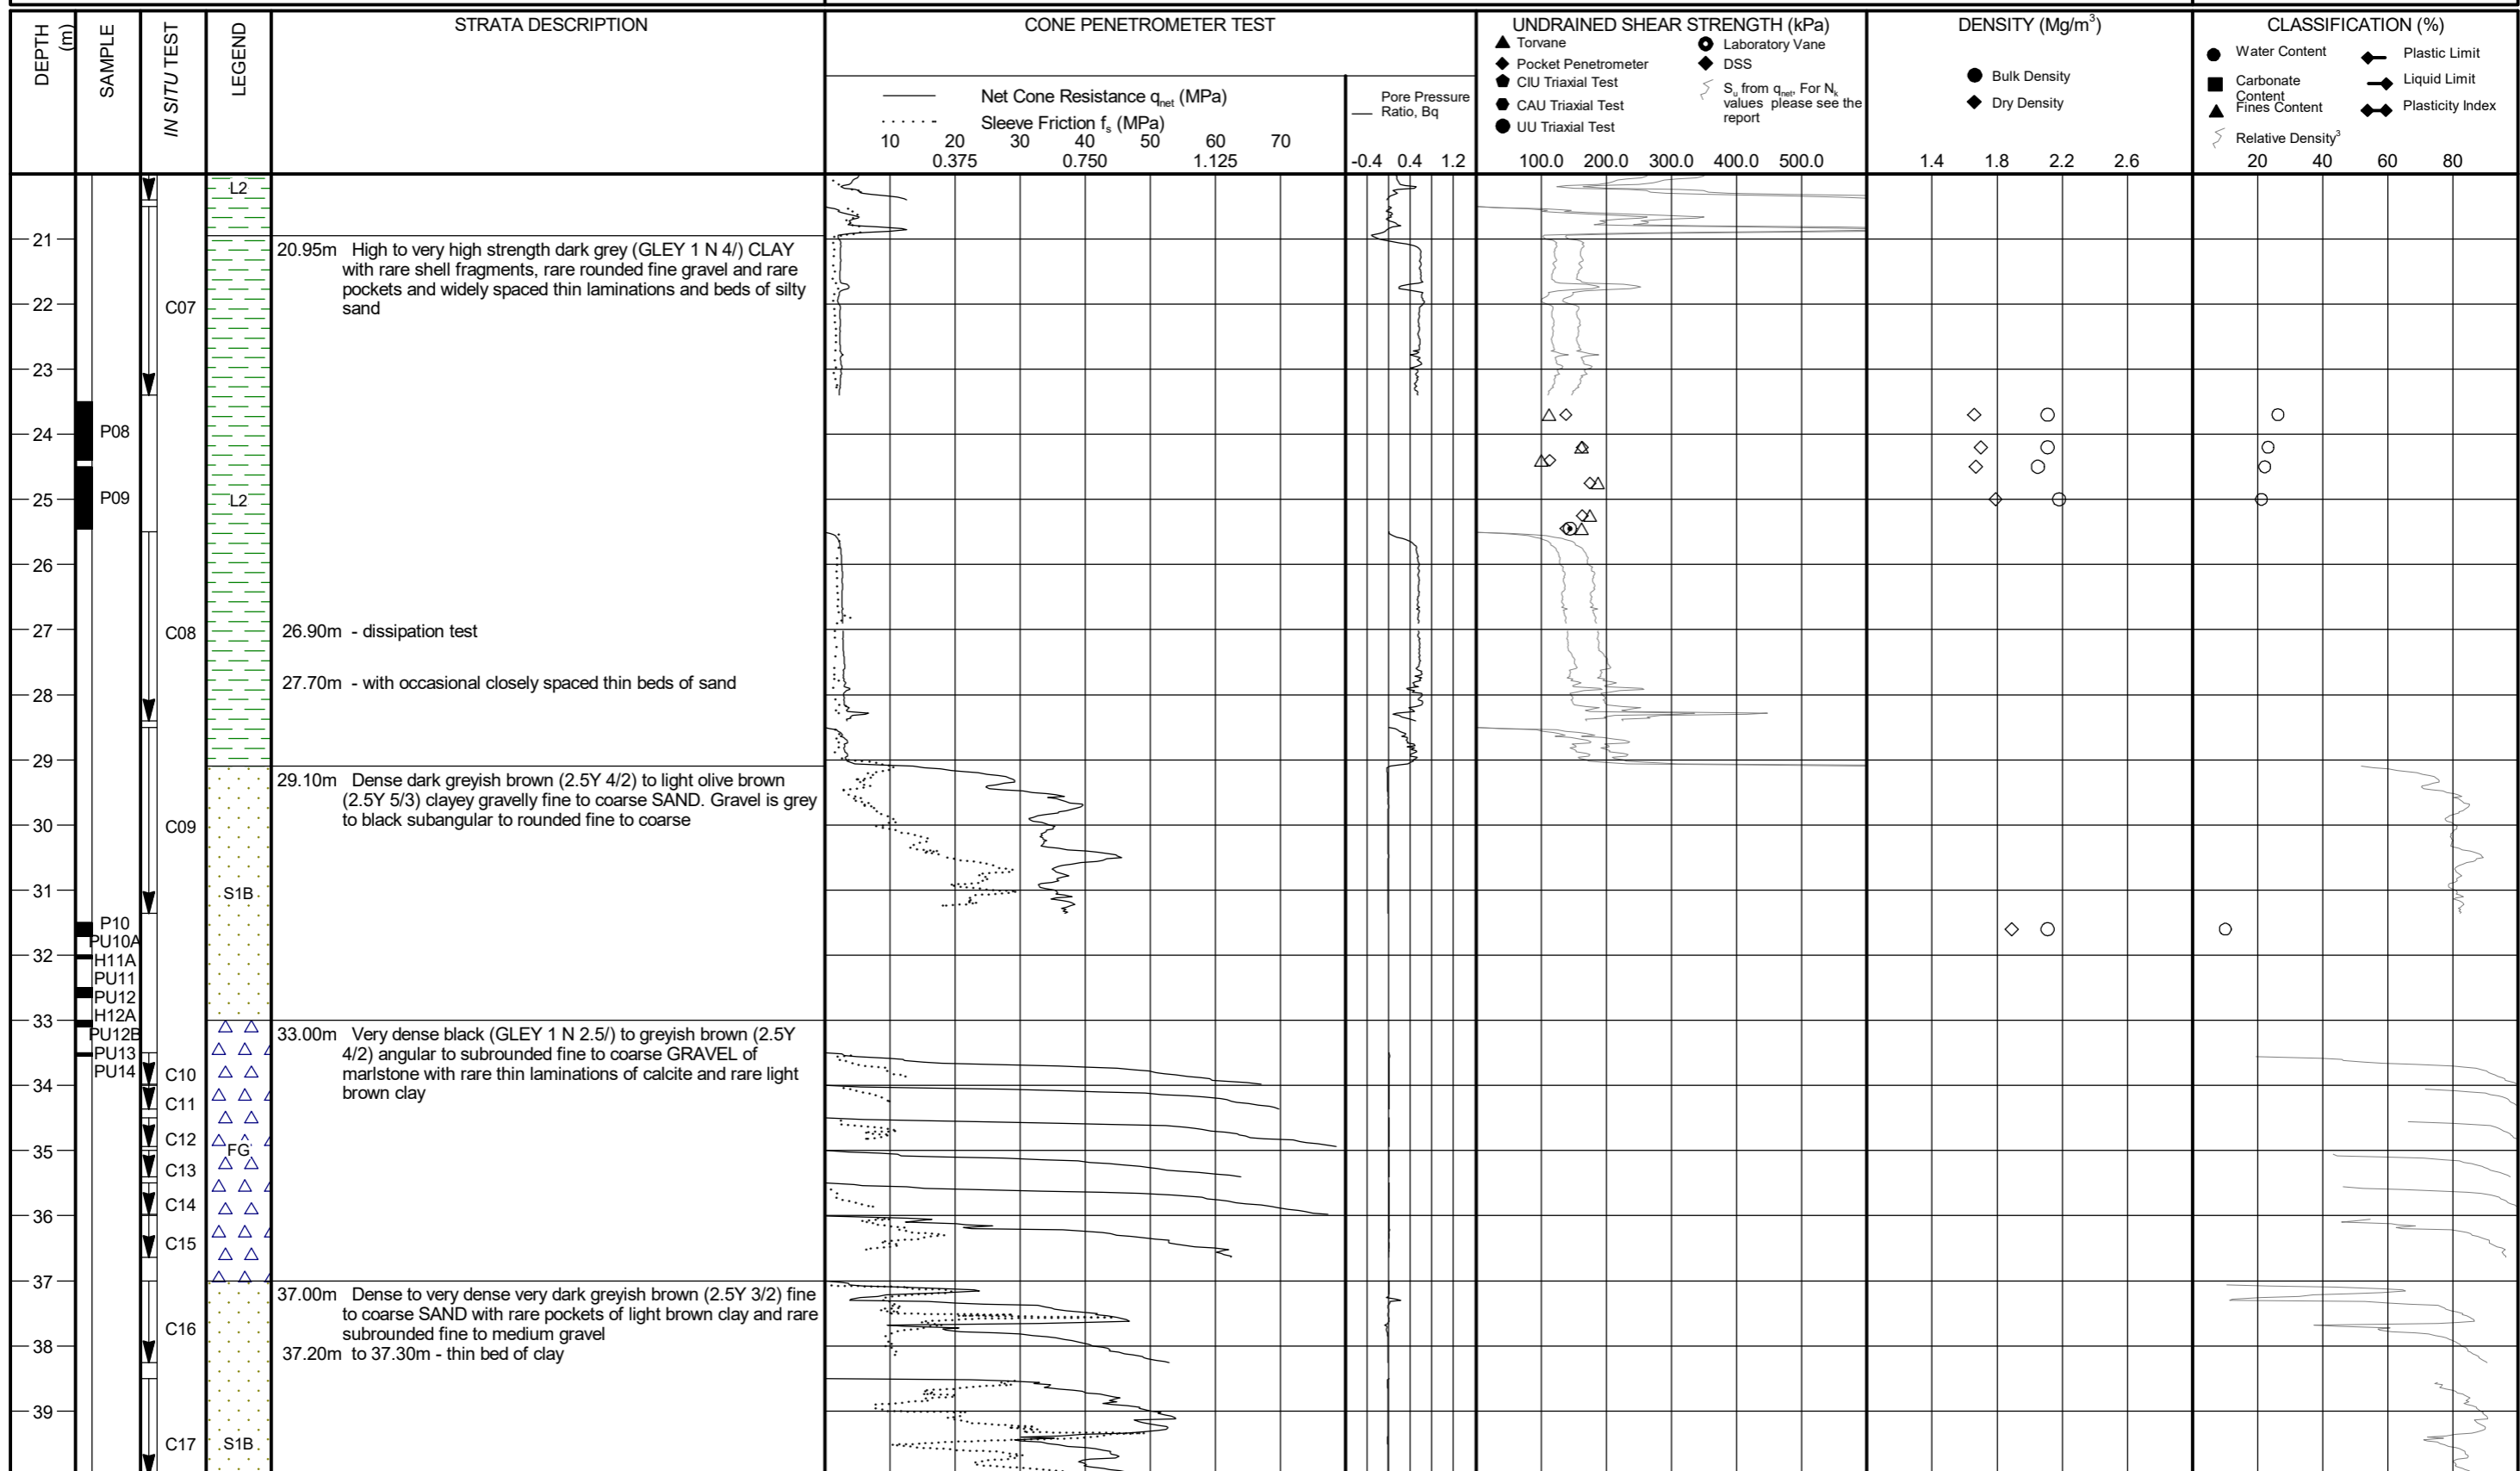 DEPTH (m)
SAMPLE
IN SITU TEST
LEGEND
STRATA DESCRIPTION
CONE PENETROMETER TEST
Net Cone Resistance qnet (MPa)
Sleeve Friction fs (MPa)
10 20 30 40 50 60 70
0.375 0.750 1.125
Pore Pressure
Ratio, Bq
-0.4 0.4 1.2
UNDRAINED SHEAR STRENGTH (kPa)
Torvane
Pocket Penetrometer
CIU Triaxial Test
CAU Triaxial Test
UU Triaxial Test
Laboratory Vane
DSS
Su from qnet, For Nk
values please see the
report
100.0 200.0 300.0 400.0 500.0
DENSITY (Mg/m³)
Bulk Density
Dry Density
1.4 1.8 2.2 2.6
CLASSIFICATION (%)
Water Content
Carbonate
Content
Fines Content
Relative Density³
Plastic Limit
Liquid Limit
Plasticity Index
20 40 60 80
21
22
23
24
25
26
27
28
29
30
31
32
33
34
35
36
37
38
39
P08
P09
P10
PU10A
H11A
PU11
PU12
H12A
PU12B
PU13
PU14
C07
C08
C09
C10
C11
C12
C13
C14
C15
C16
C17
L2
L2
S1B
FG
S1B
20.95m High to very high strength dark grey (GLEY 1 N 4/) CLAY
with rare shell fragments, rare rounded fine gravel and rare
pockets and widely spaced thin laminations and beds of silty
sand
26.90m - dissipation test
27.70m - with occasional closely spaced thin beds of sand
29.10m Dense dark greyish brown (2.5Y 4/2) to light olive brown
(2.5Y 5/3) clayey gravelly fine to coarse SAND. Gravel is grey
to black subangular to rounded fine to coarse
33.00m Very dense black (GLEY 1 N 2.5/) to greyish brown (2.5Y
4/2) angular to subrounded fine to coarse GRAVEL of
marlstone with rare thin laminations of calcite and rare light
brown clay
37.00m Dense to very dense very dark greyish brown (2.5Y 3/2) fine
to coarse SAND with rare pockets of light brown clay and rare
subrounded fine to medium gravel
37.20m to 37.30m - thin bed of clay